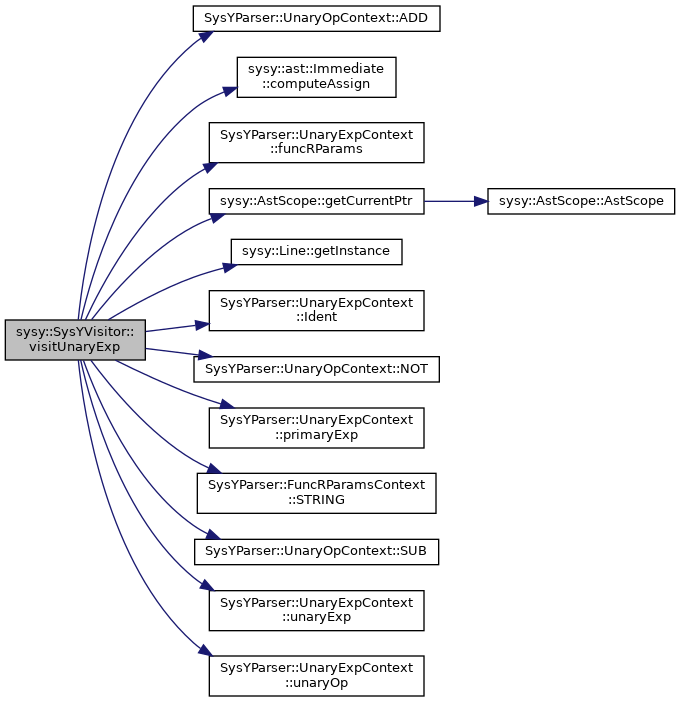 SysYParser::UnaryOpContext::ADD
sysy::ast::Immediate
::computeAssign
SysYParser::UnaryExpContext
::funcRParams
sysy::AstScope::getCurrentPtr
sysy::AstScope::AstScope
sysy::Line::getInstance
SysYParser::UnaryExpContext
::Ident
sysy::SysYVisitor::
visitUnaryExp
SysYParser::UnaryOpContext::NOT
SysYParser::UnaryExpContext
::primaryExp
SysYParser::FuncRParamsContext
::STRING
SysYParser::UnaryOpContext::SUB
SysYParser::UnaryExpContext
::unaryExp
SysYParser::UnaryExpContext
::unaryOp